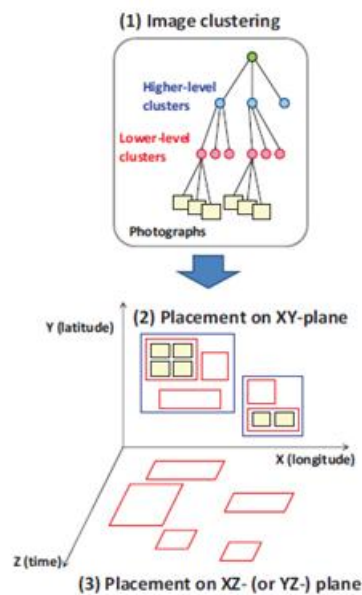 (1) Image clustering
Higher-level
clusters
Lower-level
clusters
Photographs
Y (latitude)
(2) Placement on XY-plane
X (longitude)
Z (time)
(3) Placement on XZ- (or YZ-) plane